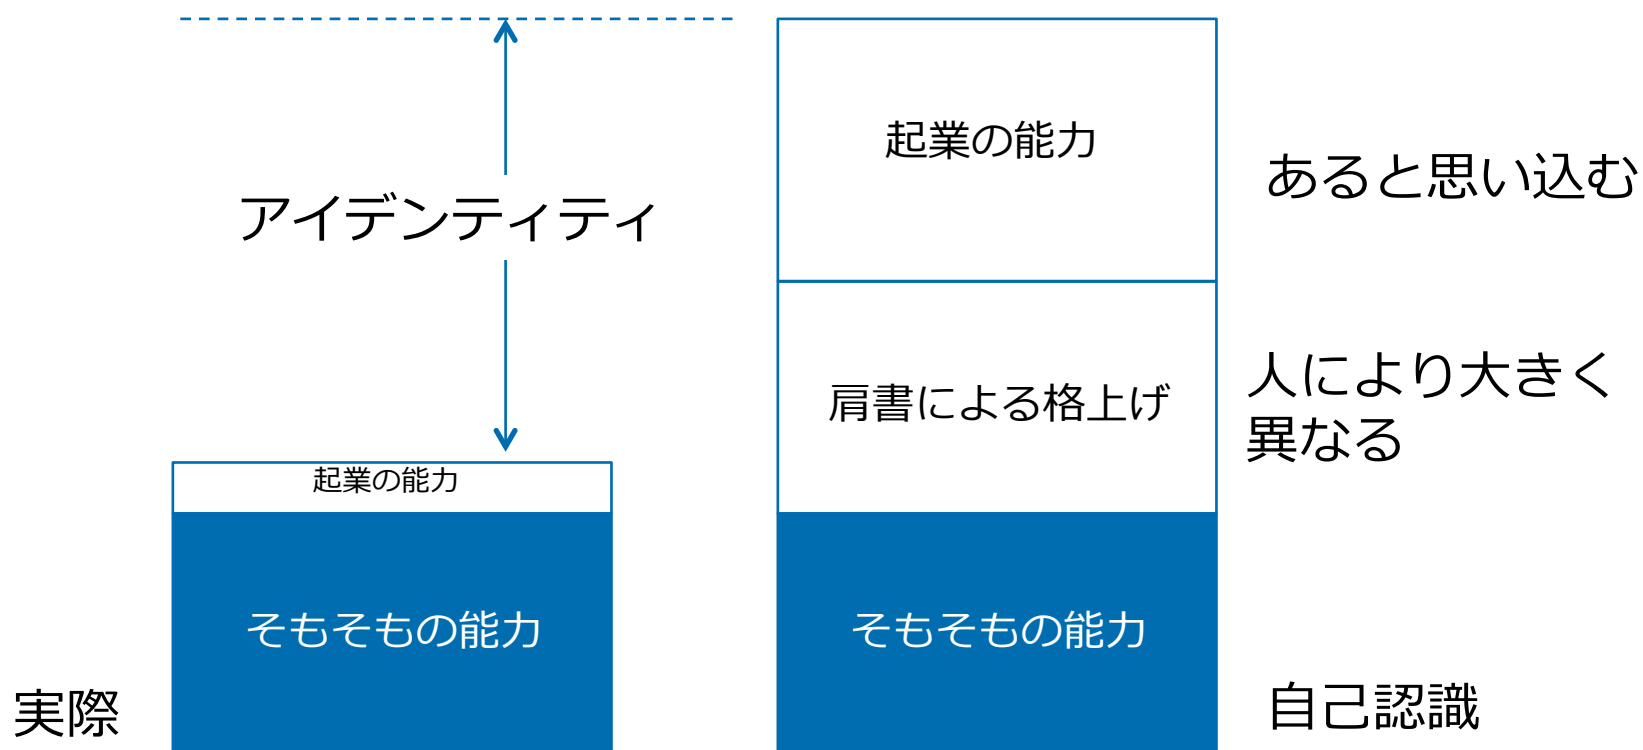 起業の能力
あると思い込む
アイデンティティ
肩書による格上げ
人により大きく
異なる
起業の能力
そもそもの能力
そもそもの能力
実際
自己認識